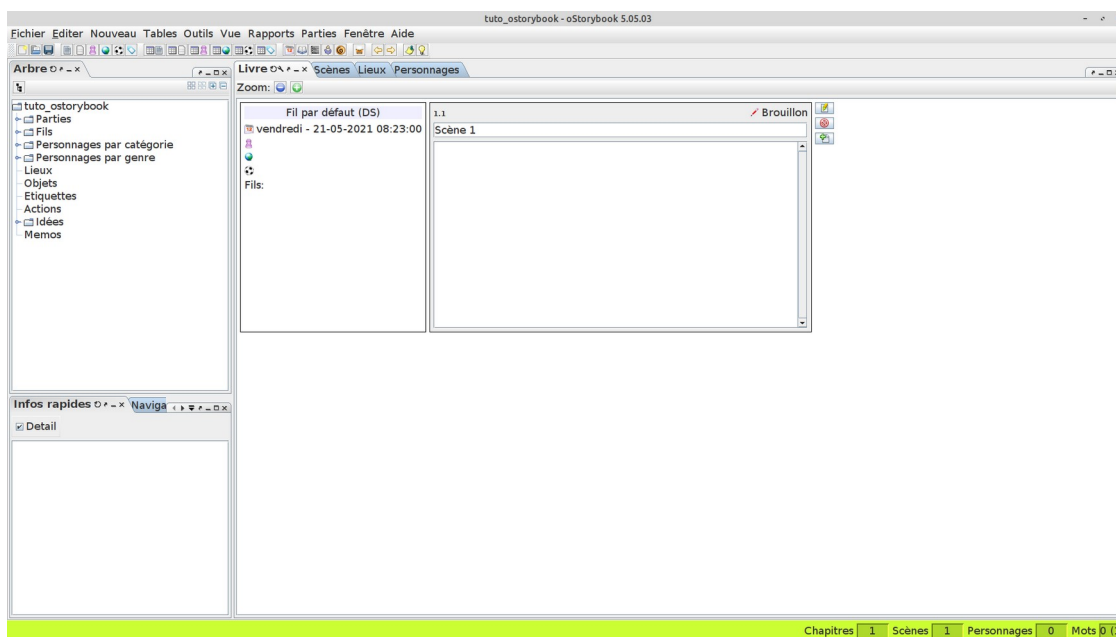 tuto_ostorybook - oStorybook 5.05.03
Fichier Editer Nouveau Tables Outils Vue Rapports Parties Fenêtre Aide
Arbre
Livre Scènes Lieux Personnages
Zoom:
tuto_ostorybook
Parties
Fils
Personnages par catégorie
Personnages par genre
Lieux
Objets
Etiquettes
Actions
Idées
Memos
Fil par défaut (DS)
vendredi - 21-05-2021 08:23:00
Fils:
1.1 Brouillon
Scène 1
Infos rapides Naviga
Detail
Chapitres 1 Scènes 1 Personnages 0 Mots 0 (